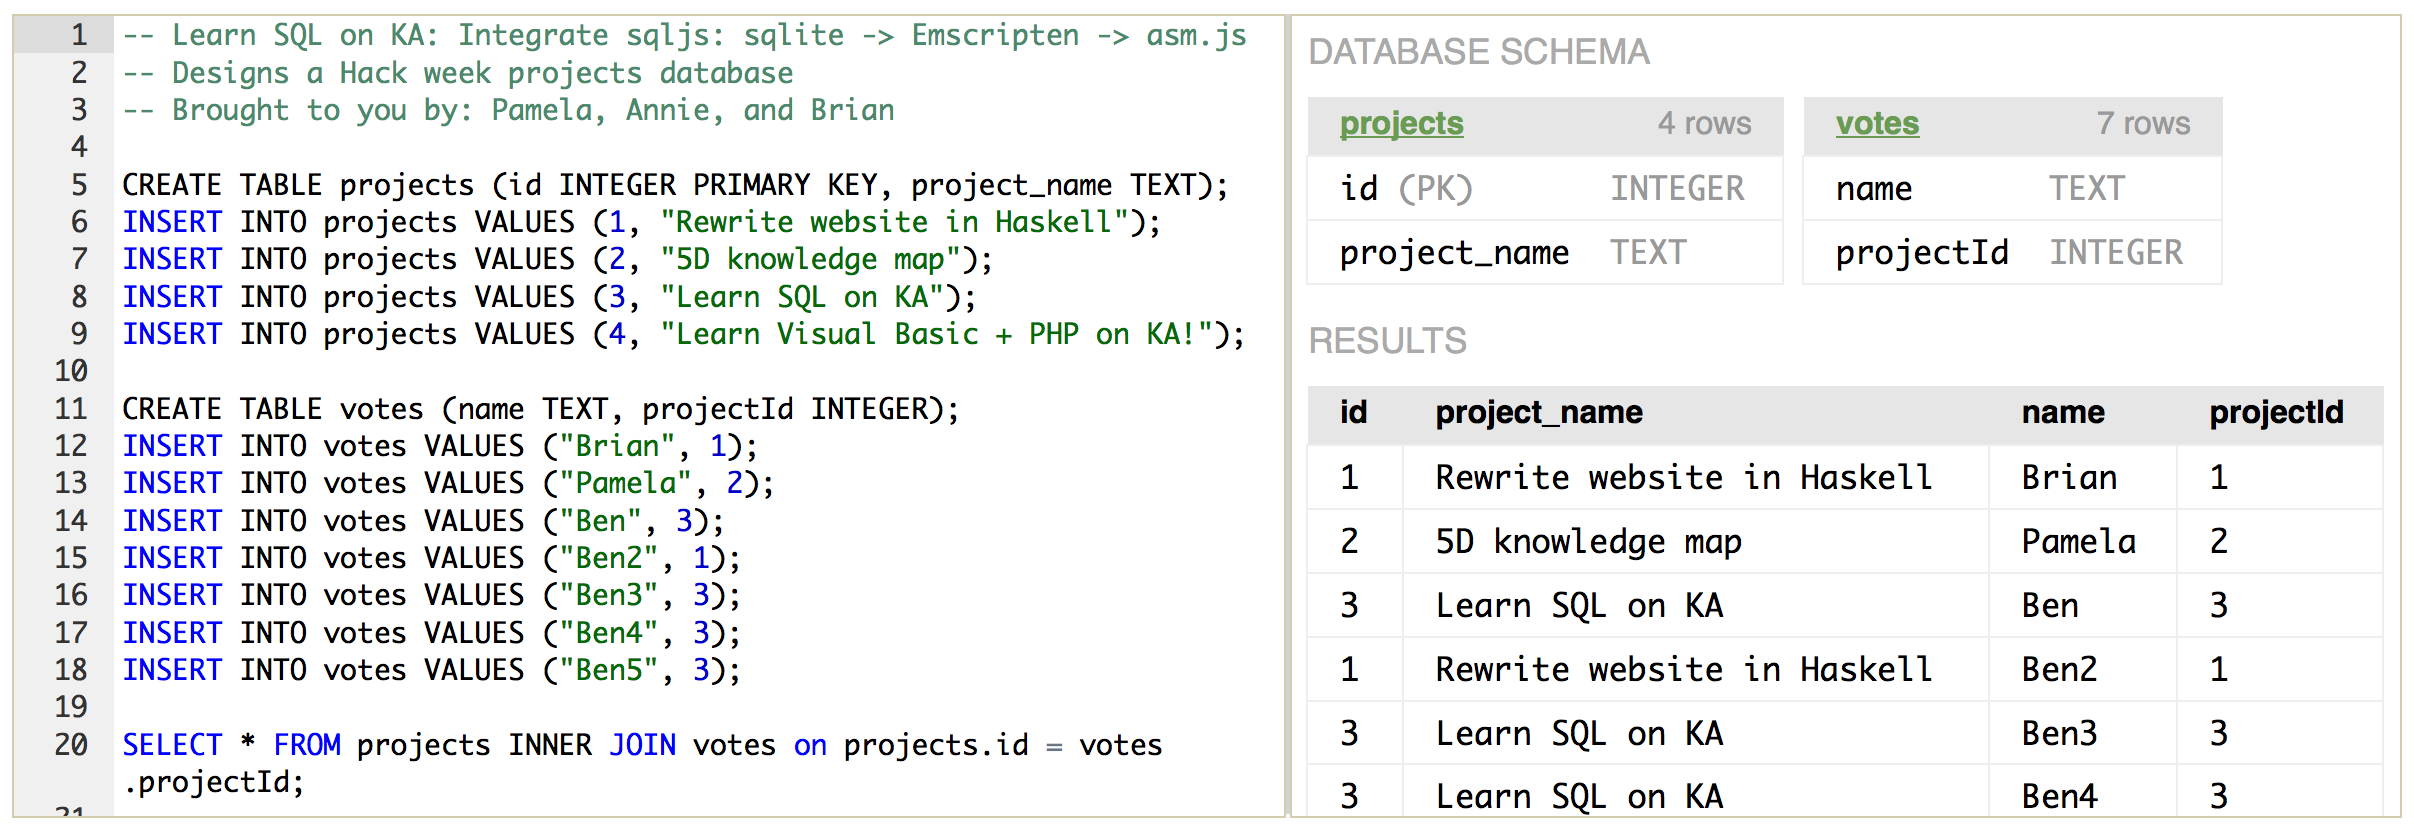 1 -- Learn SQL on KA: Integrate sqljs: sqlite -> Emscripten -> asm.js
2 -- Designs a Hack week projects database
3 -- Brought to you by: Pamela, Annie, and Brian
4
5 CREATE TABLE projects (id INTEGER PRIMARY KEY, project_name TEXT);
6 INSERT INTO projects VALUES (1, "Rewrite website in Haskell");
7 INSERT INTO projects VALUES (2, "5D knowledge map");
8 INSERT INTO projects VALUES (3, "Learn SQL on KA");
9 INSERT INTO projects VALUES (4, "Learn Visual Basic + PHP on KA!");
10
11 CREATE TABLE votes (name TEXT, projectId INTEGER);
12 INSERT INTO votes VALUES ("Brian", 1);
13 INSERT INTO votes VALUES ("Pamela", 2);
14 INSERT INTO votes VALUES ("Ben", 3);
15 INSERT INTO votes VALUES ("Ben2", 1);
16 INSERT INTO votes VALUES ("Ben3", 3);
17 INSERT INTO votes VALUES ("Ben4", 3);
18 INSERT INTO votes VALUES ("Ben5", 3);
19
20 SELECT * FROM projects INNER JOIN votes on projects.id = votes
.projectId;
21
DATABASE SCHEMA
projects 4 rows
id (PK) INTEGER
project_name TEXT
votes 7 rows
name TEXT
projectId INTEGER
RESULTS
id project_name name projectId
1 Rewrite website in Haskell Brian 1
2 5D knowledge map Pamela 2
3 Learn SQL on KA Ben 3
1 Rewrite website in Haskell Ben2 1
3 Learn SQL on KA Ben3 3
3 Learn SQL on KA Ben4 3